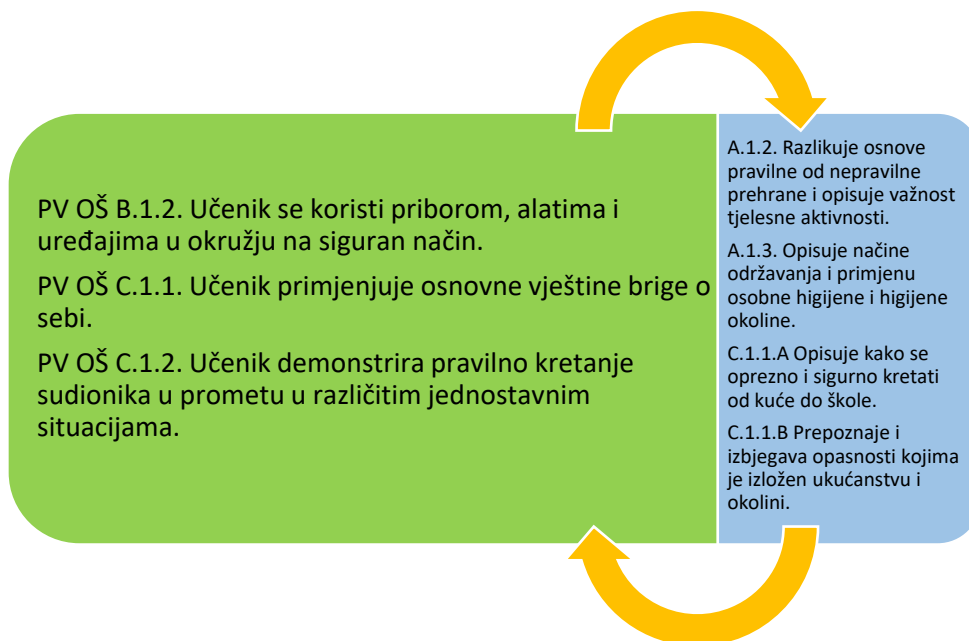 PV OŠ B.1.2. Učenik se koristi priborom, alatima i
uređajima u okružju na siguran način.
PV OŠ C.1.1. Učenik primjenjuje osnovne vještine brige o
sebi.
PV OŠ C.1.2. Učenik demonstrira pravilno kretanje
sudionika u prometu u različitim jednostavnim
situacijama.
A.1.2. Razlikuje osnove
pravilne od nepravilne
prehrane i opisuje važnost
tjelesne aktivnosti.
A.1.3. Opisuje načine
održavanja i primjenu
osobne higijene i higijene
okoline.
C.1.1.A Opisuje kako se
oprezno i sigurno kretati
od kuće do škole.
C.1.1.B Prepoznaje i
izbjegava opasnosti kojima
je izložen ukućanstvu i
okolini.